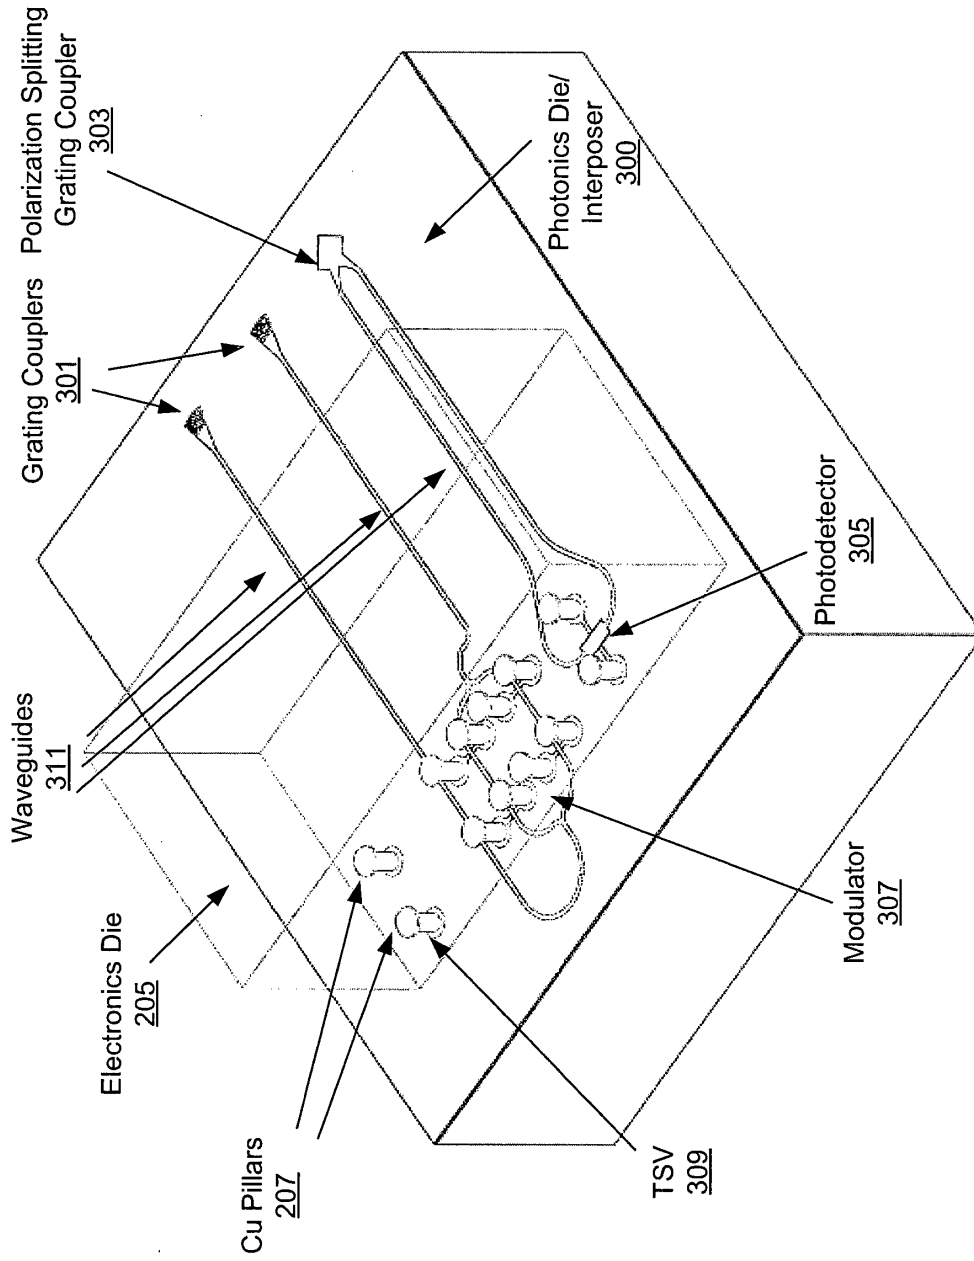 Polarization Splitting
Grating Coupler
303
Grating Couplers
301
Waveguides
311
Electronics Die
205
Cu Pillars
207
Photonics Die/
Interposer
300
Photodetector
305
Modulator
307
TSV
309